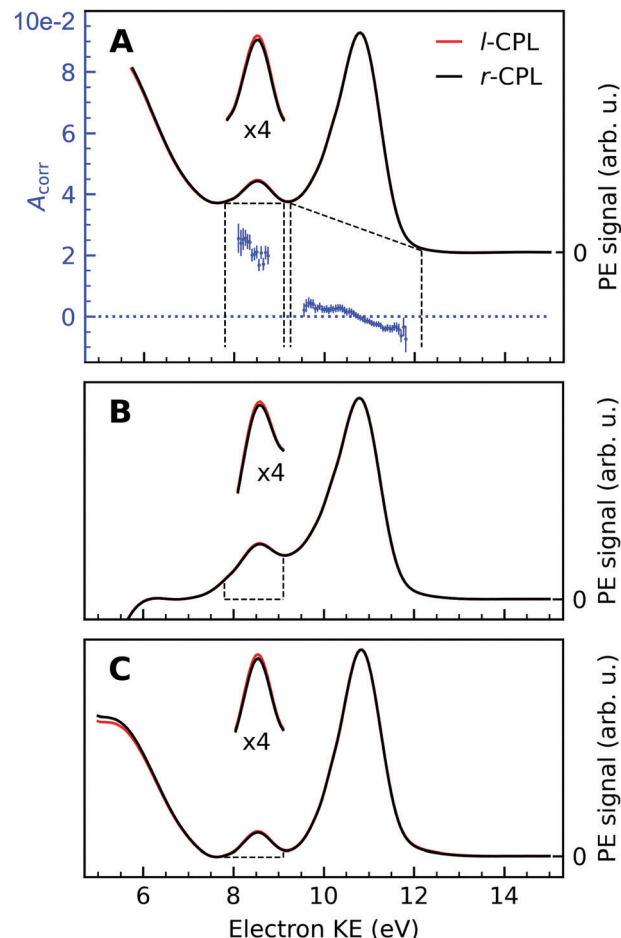 10e-2
A
l-CPL
r-CPL
x4
8
6
4
2
0
A_corr
0
PE signal (arb. u.)
B
x4
0
PE signal (arb. u.)
C
x4
0
PE signal (arb. u.)
6 8 10 12 14
Electron KE (eV)